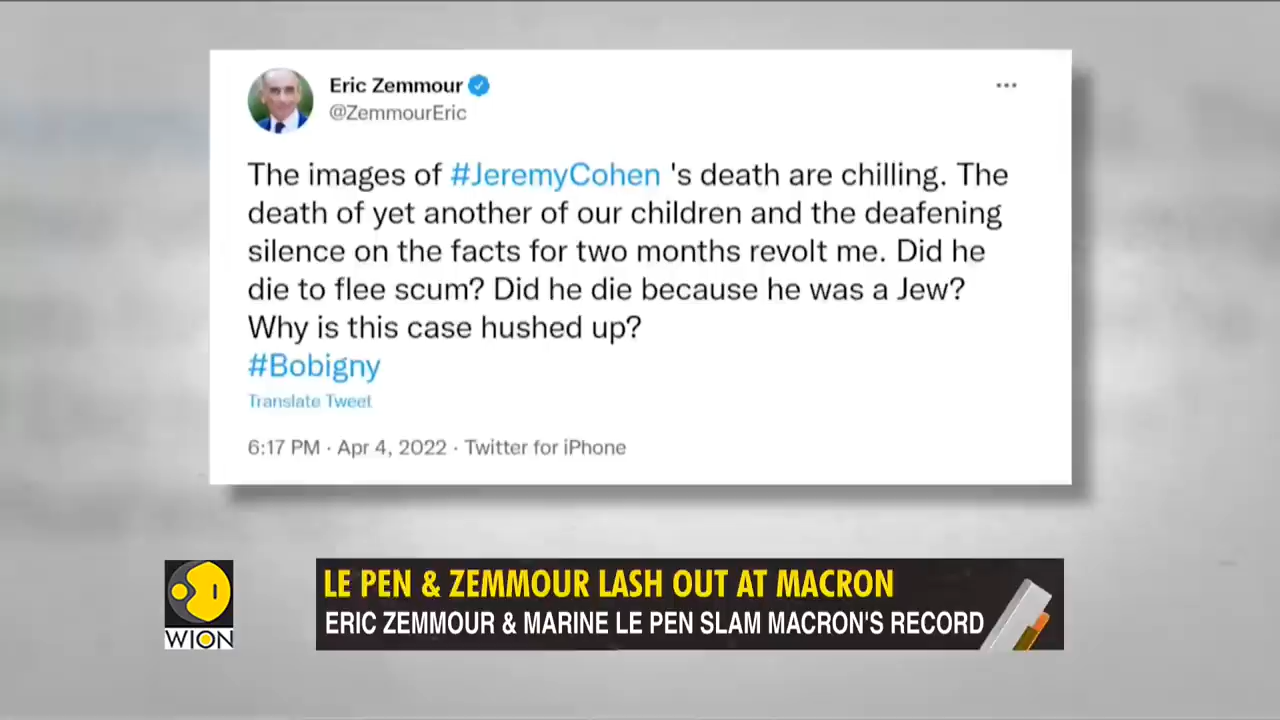 Eric Zemmour
@ZemmourEric
The images of #JeremyCohen 's death are chilling. The
death of yet another of our children and the deafening
silence on the facts for two months revolt me. Did he
die to flee scum? Did he die because he was a Jew?
Why is this case hushed up?
#Bobigny
Translate Tweet
6:17 PM · Apr 4, 2022 · Twitter for iPhone
LE PEN & ZEMMOUR LASH OUT AT MACRON
ERIC ZEMMOUR & MARINE LE PEN SLAM MACRON'S RECORD
WION